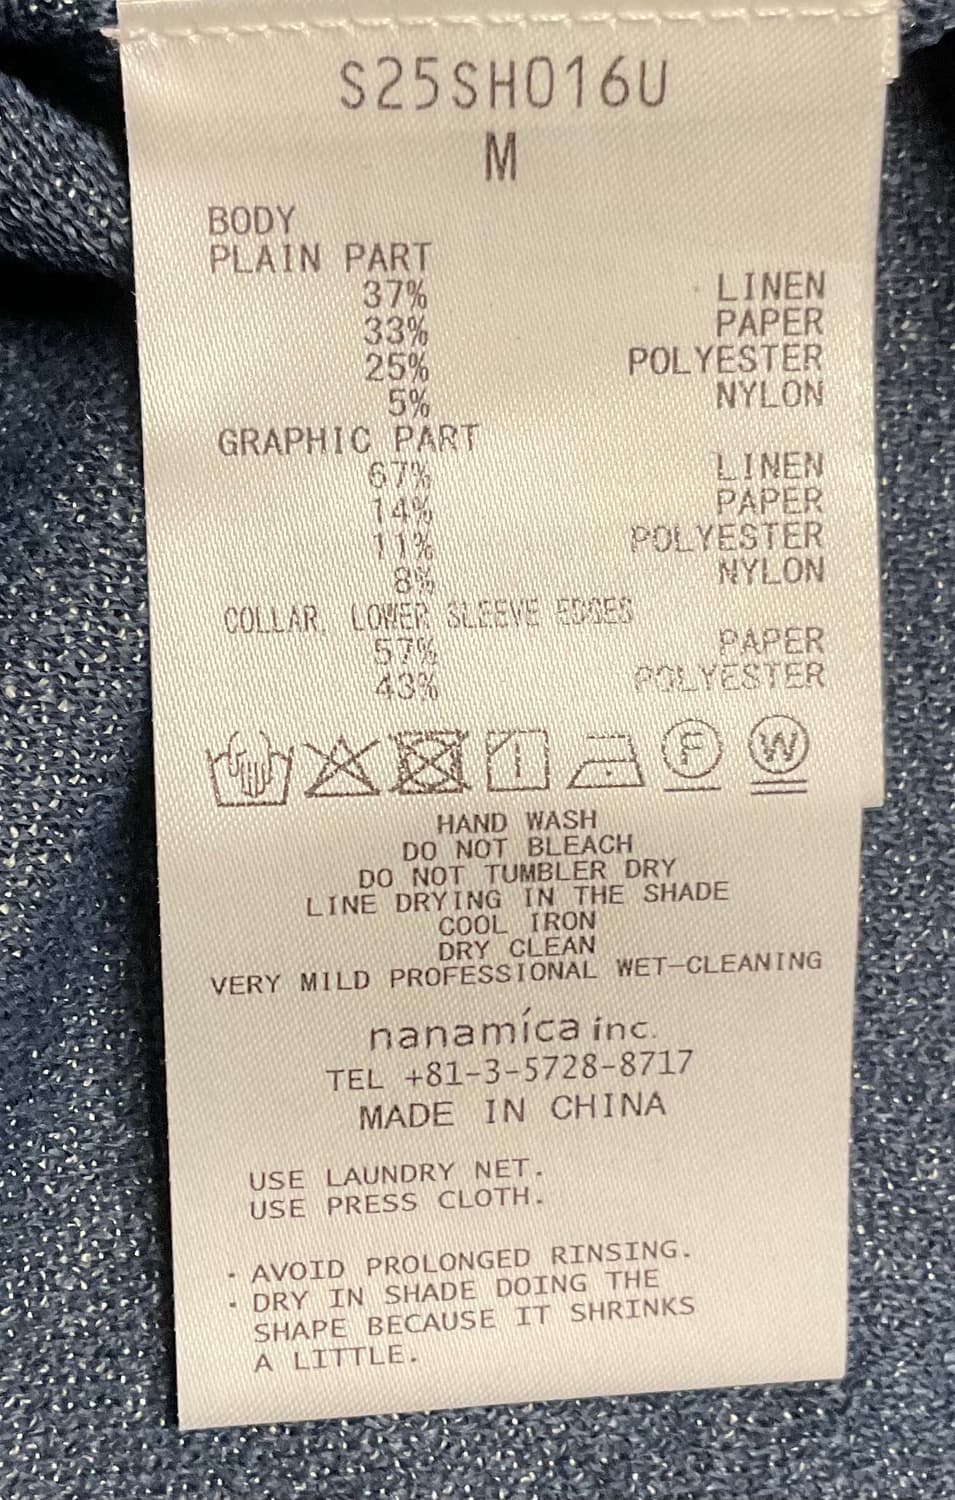 S25SH016U
M
BODY
PLAIN PART
37% LINEN
33% PAPER
25% POLYESTER
5% NYLON
GRAPHIC PART
67% LINEN
14% PAPER
11% POLYESTER
8% NYLON
COLLAR, LOWER SLEEVE EDGES
57% PAPER
43% POLYESTER
F W
HAND WASH
DO NOT BLEACH
DO NOT TUMBLER DRY
LINE DRYING IN THE SHADE
COOL IRON
DRY CLEAN
VERY MILD PROFESSIONAL WET-CLEANING
nanamíca inc.
TEL +81-3-5728-8717
MADE IN CHINA
USE LAUNDRY NET.
USE PRESS CLOTH.
· AVOID PROLONGED RINSING.
· DRY IN SHADE DOING THE
SHAPE BECAUSE IT SHRINKS
A LITTLE.